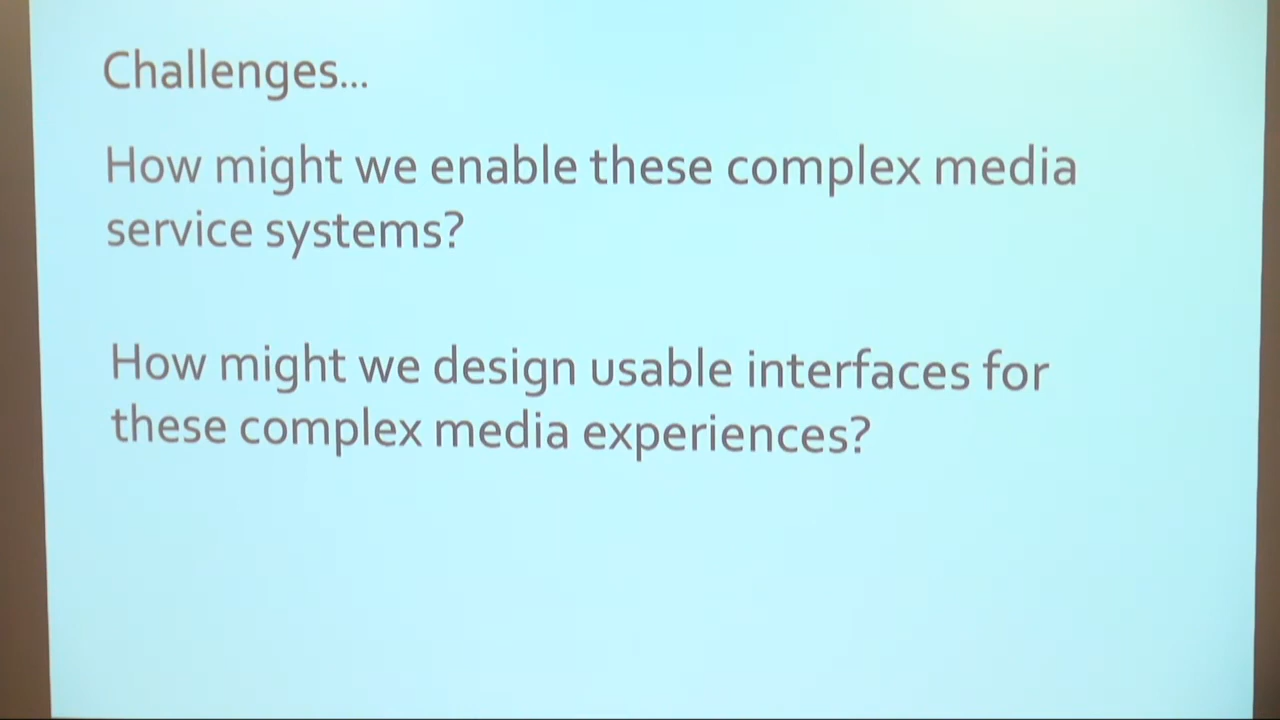 Challenges...
How might we enable these complex media
service systems?
How might we design usable interfaces for
these complex media experiences?